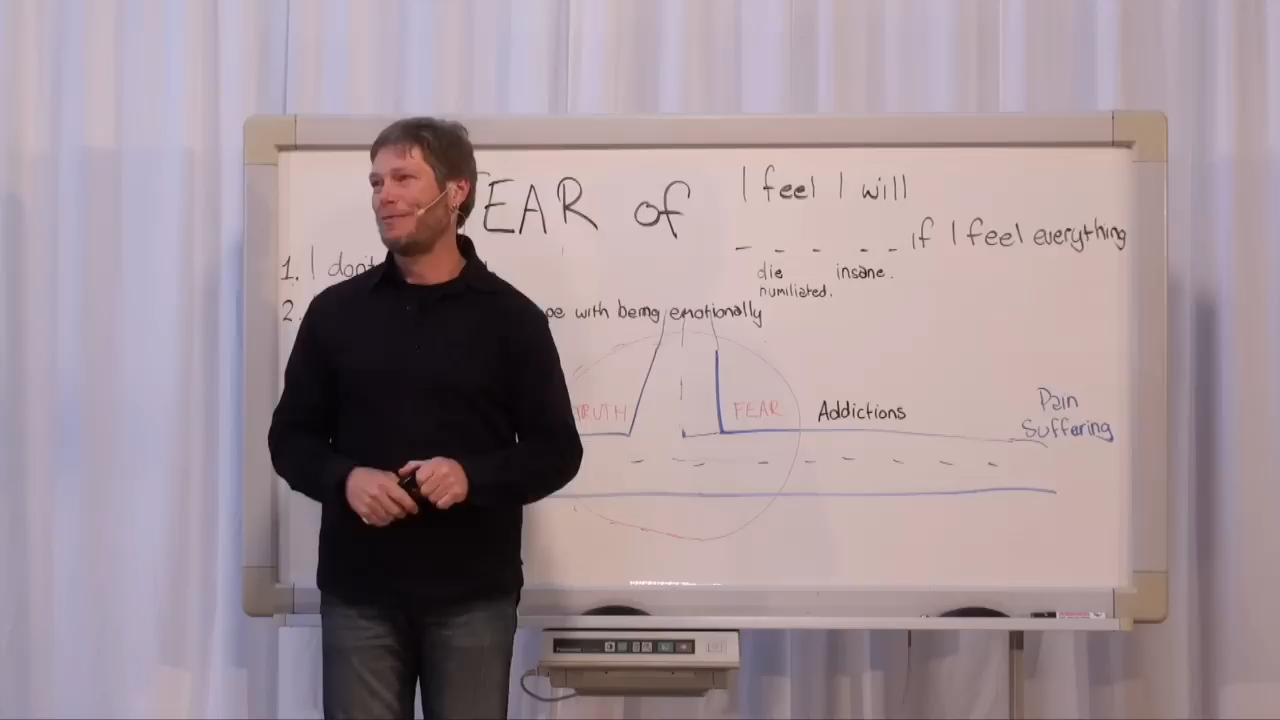 FEAR of
I feel I will
- - - - - if I feel everything
die insane.
humiliated.
1. I don't
2.
with being emotionally
TRUTH
FEAR
Addictions
Pain
Suffering
Panasonic